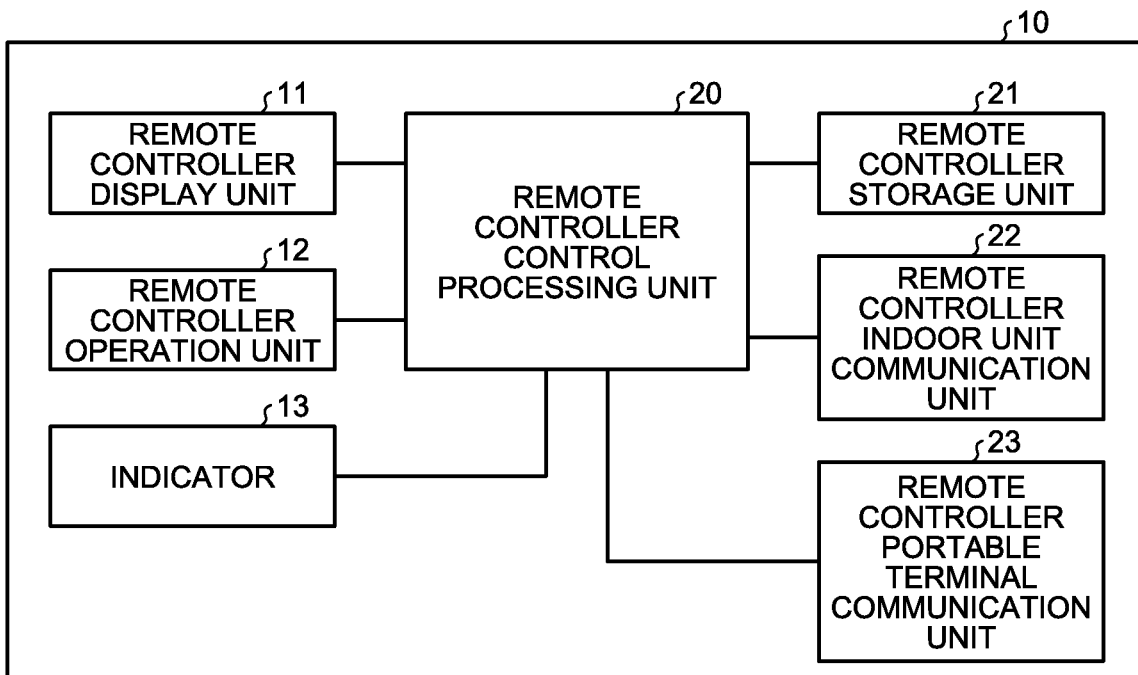 10
11
REMOTE
CONTROLLER
DISPLAY UNIT
12
REMOTE
CONTROLLER
OPERATION UNIT
13
INDICATOR
20
REMOTE
CONTROLLER
CONTROL
PROCESSING UNIT
21
REMOTE
CONTROLLER
STORAGE UNIT
22
REMOTE
CONTROLLER
INDOOR UNIT
COMMUNICATION
UNIT
23
REMOTE
CONTROLLER
PORTABLE
TERMINAL
COMMUNICATION
UNIT